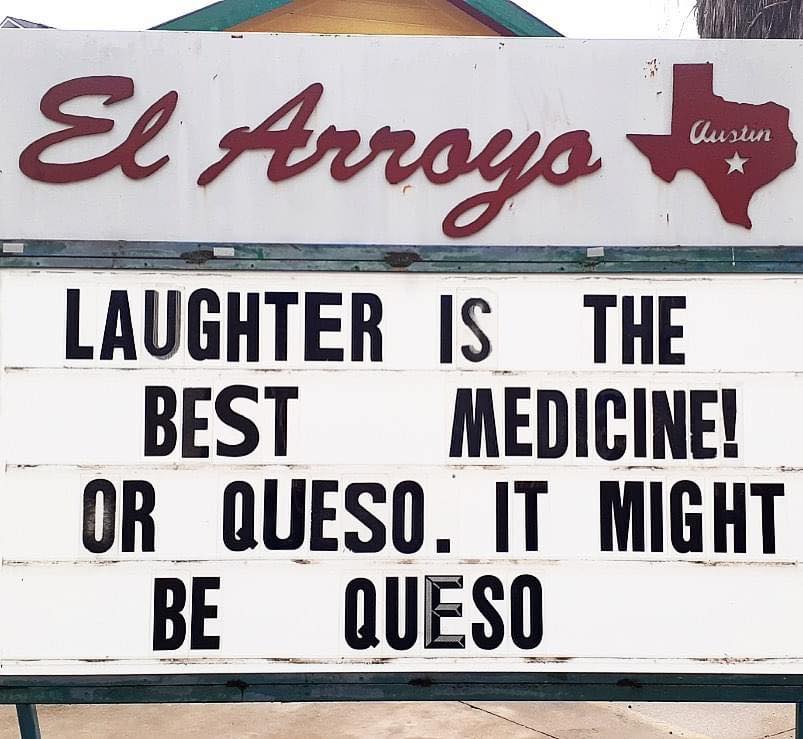 El Arroyo
Austin
LAUGHTER IS THE
BEST MEDICINE!
OR QUESO. IT MIGHT
BE QUESO